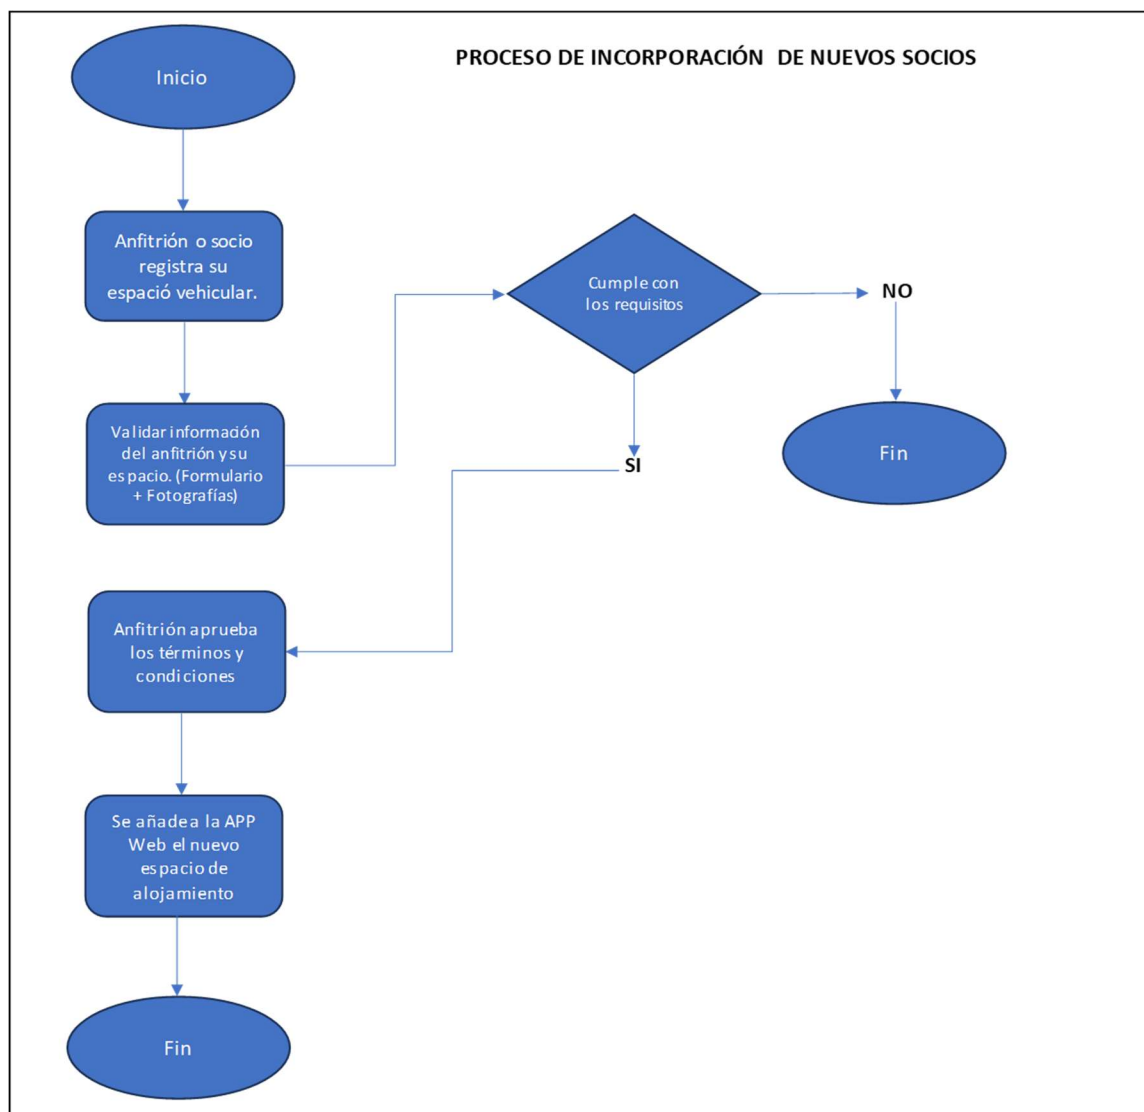 PROCESO DE INCORPORACIÓN DE NUEVOS SOCIOS
Inicio
Anfitrión o socio
registra su
espació vehicular.
Validar información
del anfitrión y su
espacio. (Formulario
+ Fotografías)
Cumple con
los requisitos
NO
Fin
SI
Anfitrión aprueba
los términos y
condiciones
Se añade a la APP
Web el nuevo
espacio de
alojamiento
Fin